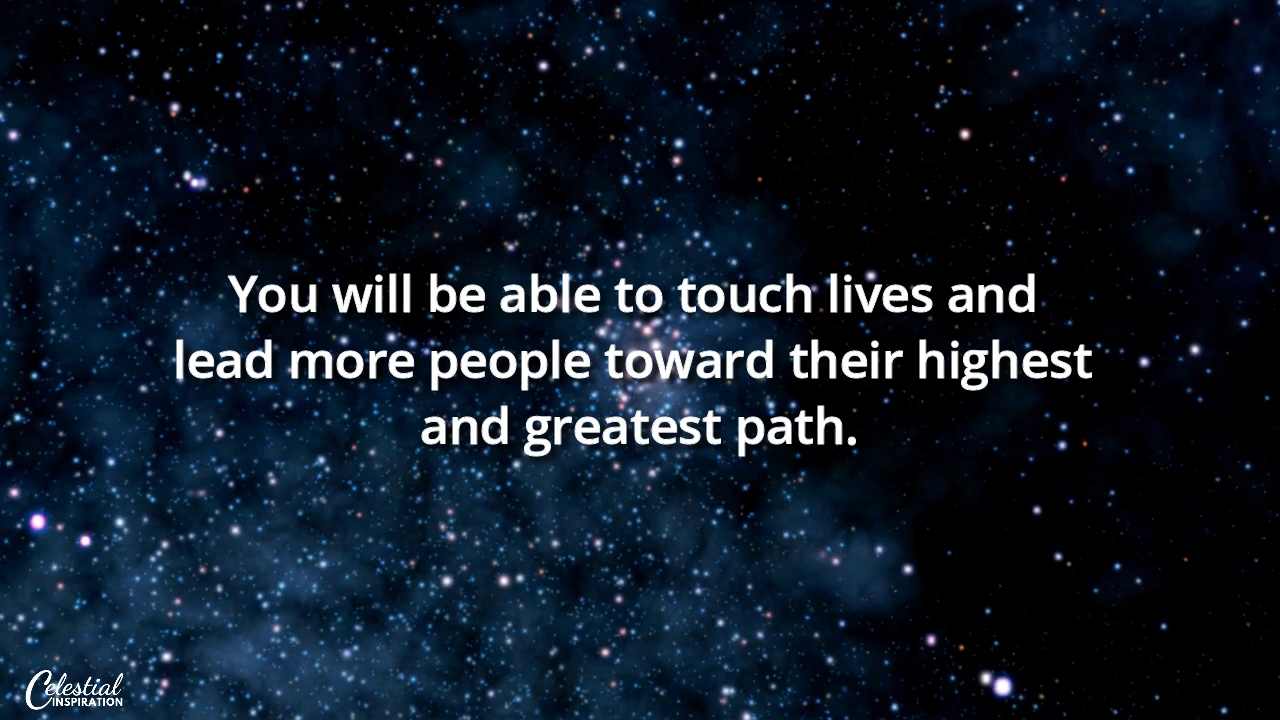 You will be able to touch lives and
lead more people toward their highest
and greatest path.
Celestial
INSPIRATION